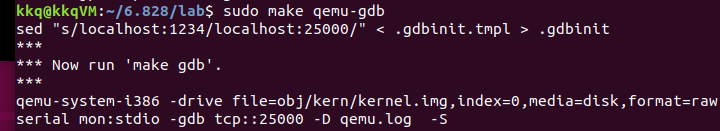 kkq@kkqVM:~/6.828/lab$ sudo make qemu-gdb
sed "s/localhost:1234/localhost:25000/" < .gdbinit.tmpl > .gdbinit
***
*** Now run 'make gdb'.
***
qemu-system-i386 -drive file=obj/kern/kernel.img,index=0,media=disk,format=raw
serial mon:stdio -gdb tcp::25000 -D qemu.log  -S